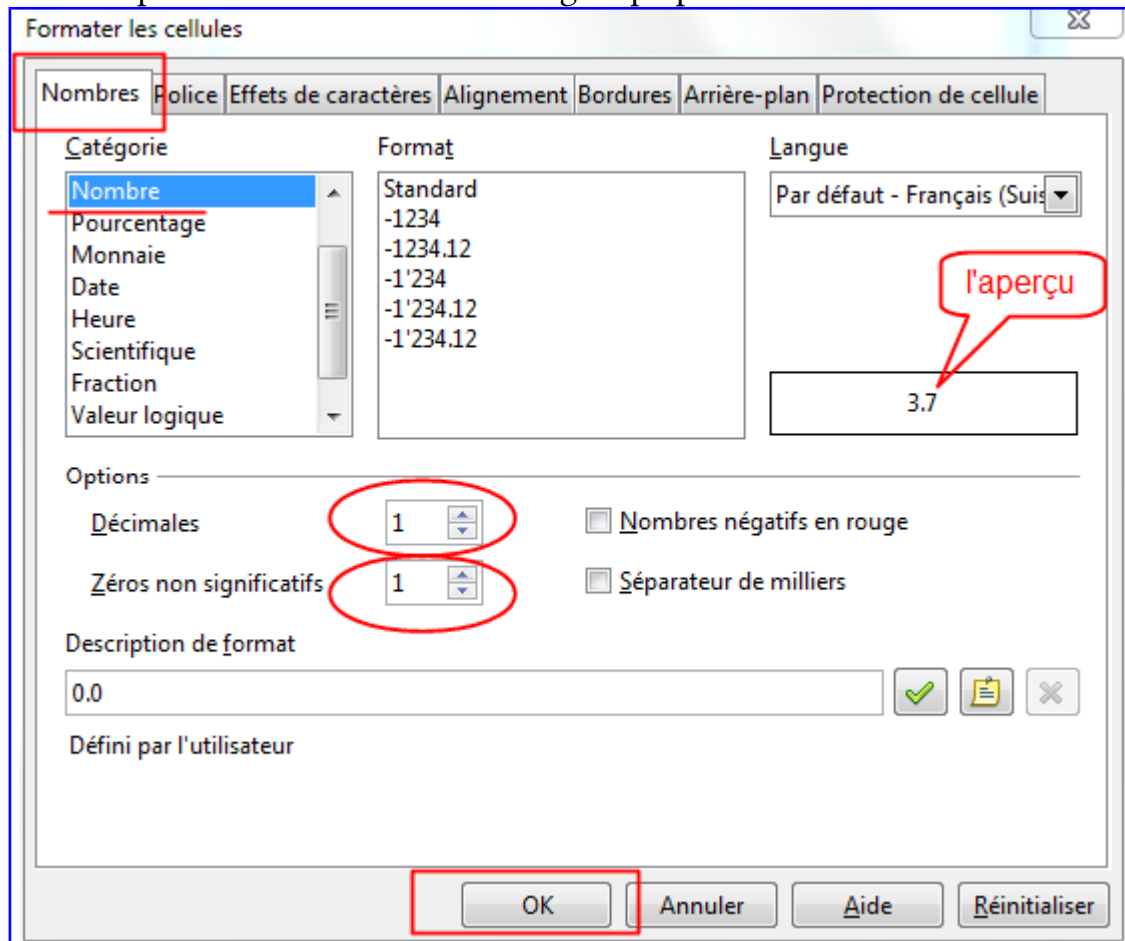 Formater les cellules
Nombres Police Effets de caractères Alignement Bordures Arrière-plan Protection de cellule
Catégorie
Nombre
Pourcentage
Monnaie
Date
Heure
Scientifique
Fraction
Valeur logique
Format
Standard
-1234
-1234.12
-1'234
-1'234.12
-1'234.12
Langue
Par défaut - Français (Suis
l'aperçu
3.7
Options
Décimales 1
Nombres négatifs en rouge
Zéros non significatifs 1
Séparateur de milliers
Description de format
0.0
Défini par l'utilisateur
OK Annuler Aide Réinitialiser